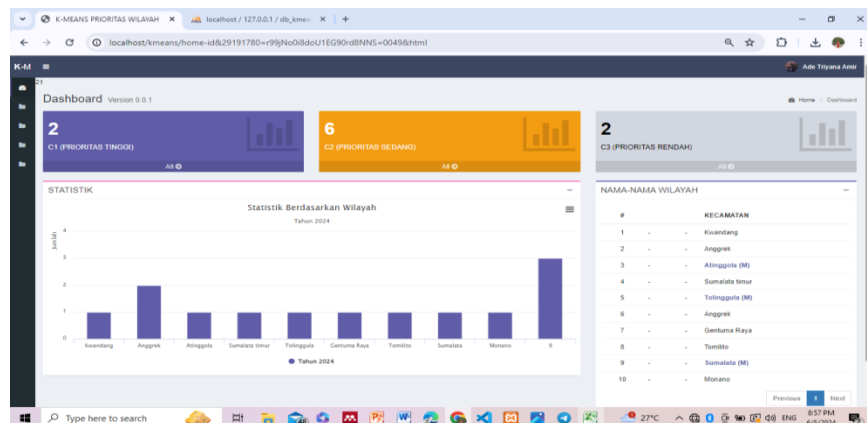 K-MEANS PRIORITAS WILAYAH
localhost / 127.0.0.1 / db_kmea
localhost/kmeans/home-id&29191780=r99jNo0i8doU1EG90rd8NNS=0049&html
K-M
Ade Triyana Amir
21
Dashboard Version 0.0.1
Home > Dashboard
2
C1 (PRIORITAS TINGGI)
All
6
C2 (PRIORITAS SEDANG)
All
2
C3 (PRIORITAS RENDAH)
All
STATISTIK
Statistik Berdasarkan Wilayah
Tahun 2024
Jumlah
4
3
2
1
0
Kwandang Anggrek Atinggola Sumalata timur Tolinggula Gentuma Raya Tomilito Sumalata Monano 9
Tahun 2024
NAMA-NAMA WILAYAH
# KECAMATAN
1 - - Kwandang
2 - - Anggrek
3 - - Atinggola (M)
4 - - Sumalata timur
5 - - Tolinggula (M)
6 - - Anggrek
7 - - Gentuma Raya
8 - - Tomilito
9 - - Sumalata (M)
10 - - Monano
Previous 1 Next
Type here to search
27°C
ENG
8:57 PM
6/5/2024